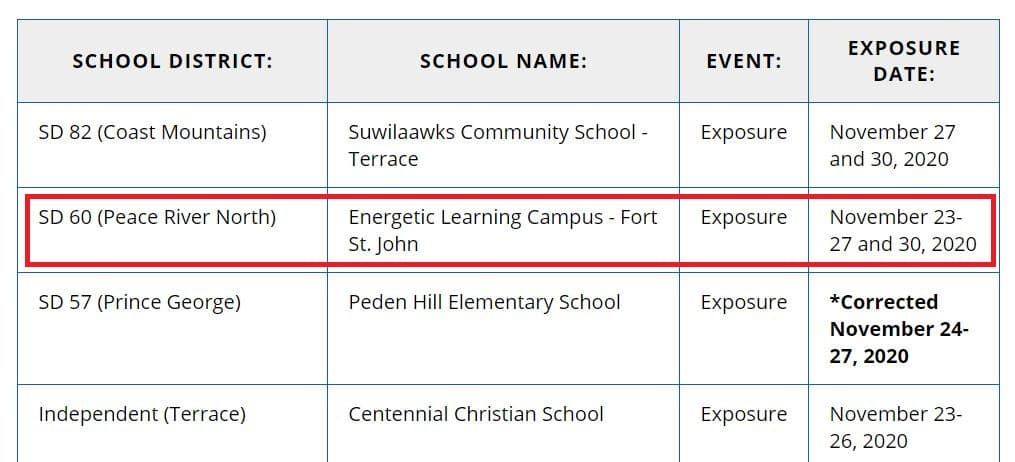 SCHOOL DISTRICT: SCHOOL NAME: EVENT: EXPOSURE DATE:
SD 82 (Coast Mountains)
Suwilaawks Community School -
Terrace
Exposure
November 27
and 30, 2020
SD 60 (Peace River North)
Energetic Learning Campus - Fort
St. John
Exposure
November 23-
27 and 30, 2020
SD 57 (Prince George)
Peden Hill Elementary School
Exposure
*Corrected
November 24-
27, 2020
Independent (Terrace)
Centennial Christian School
Exposure
November 23-
26, 2020